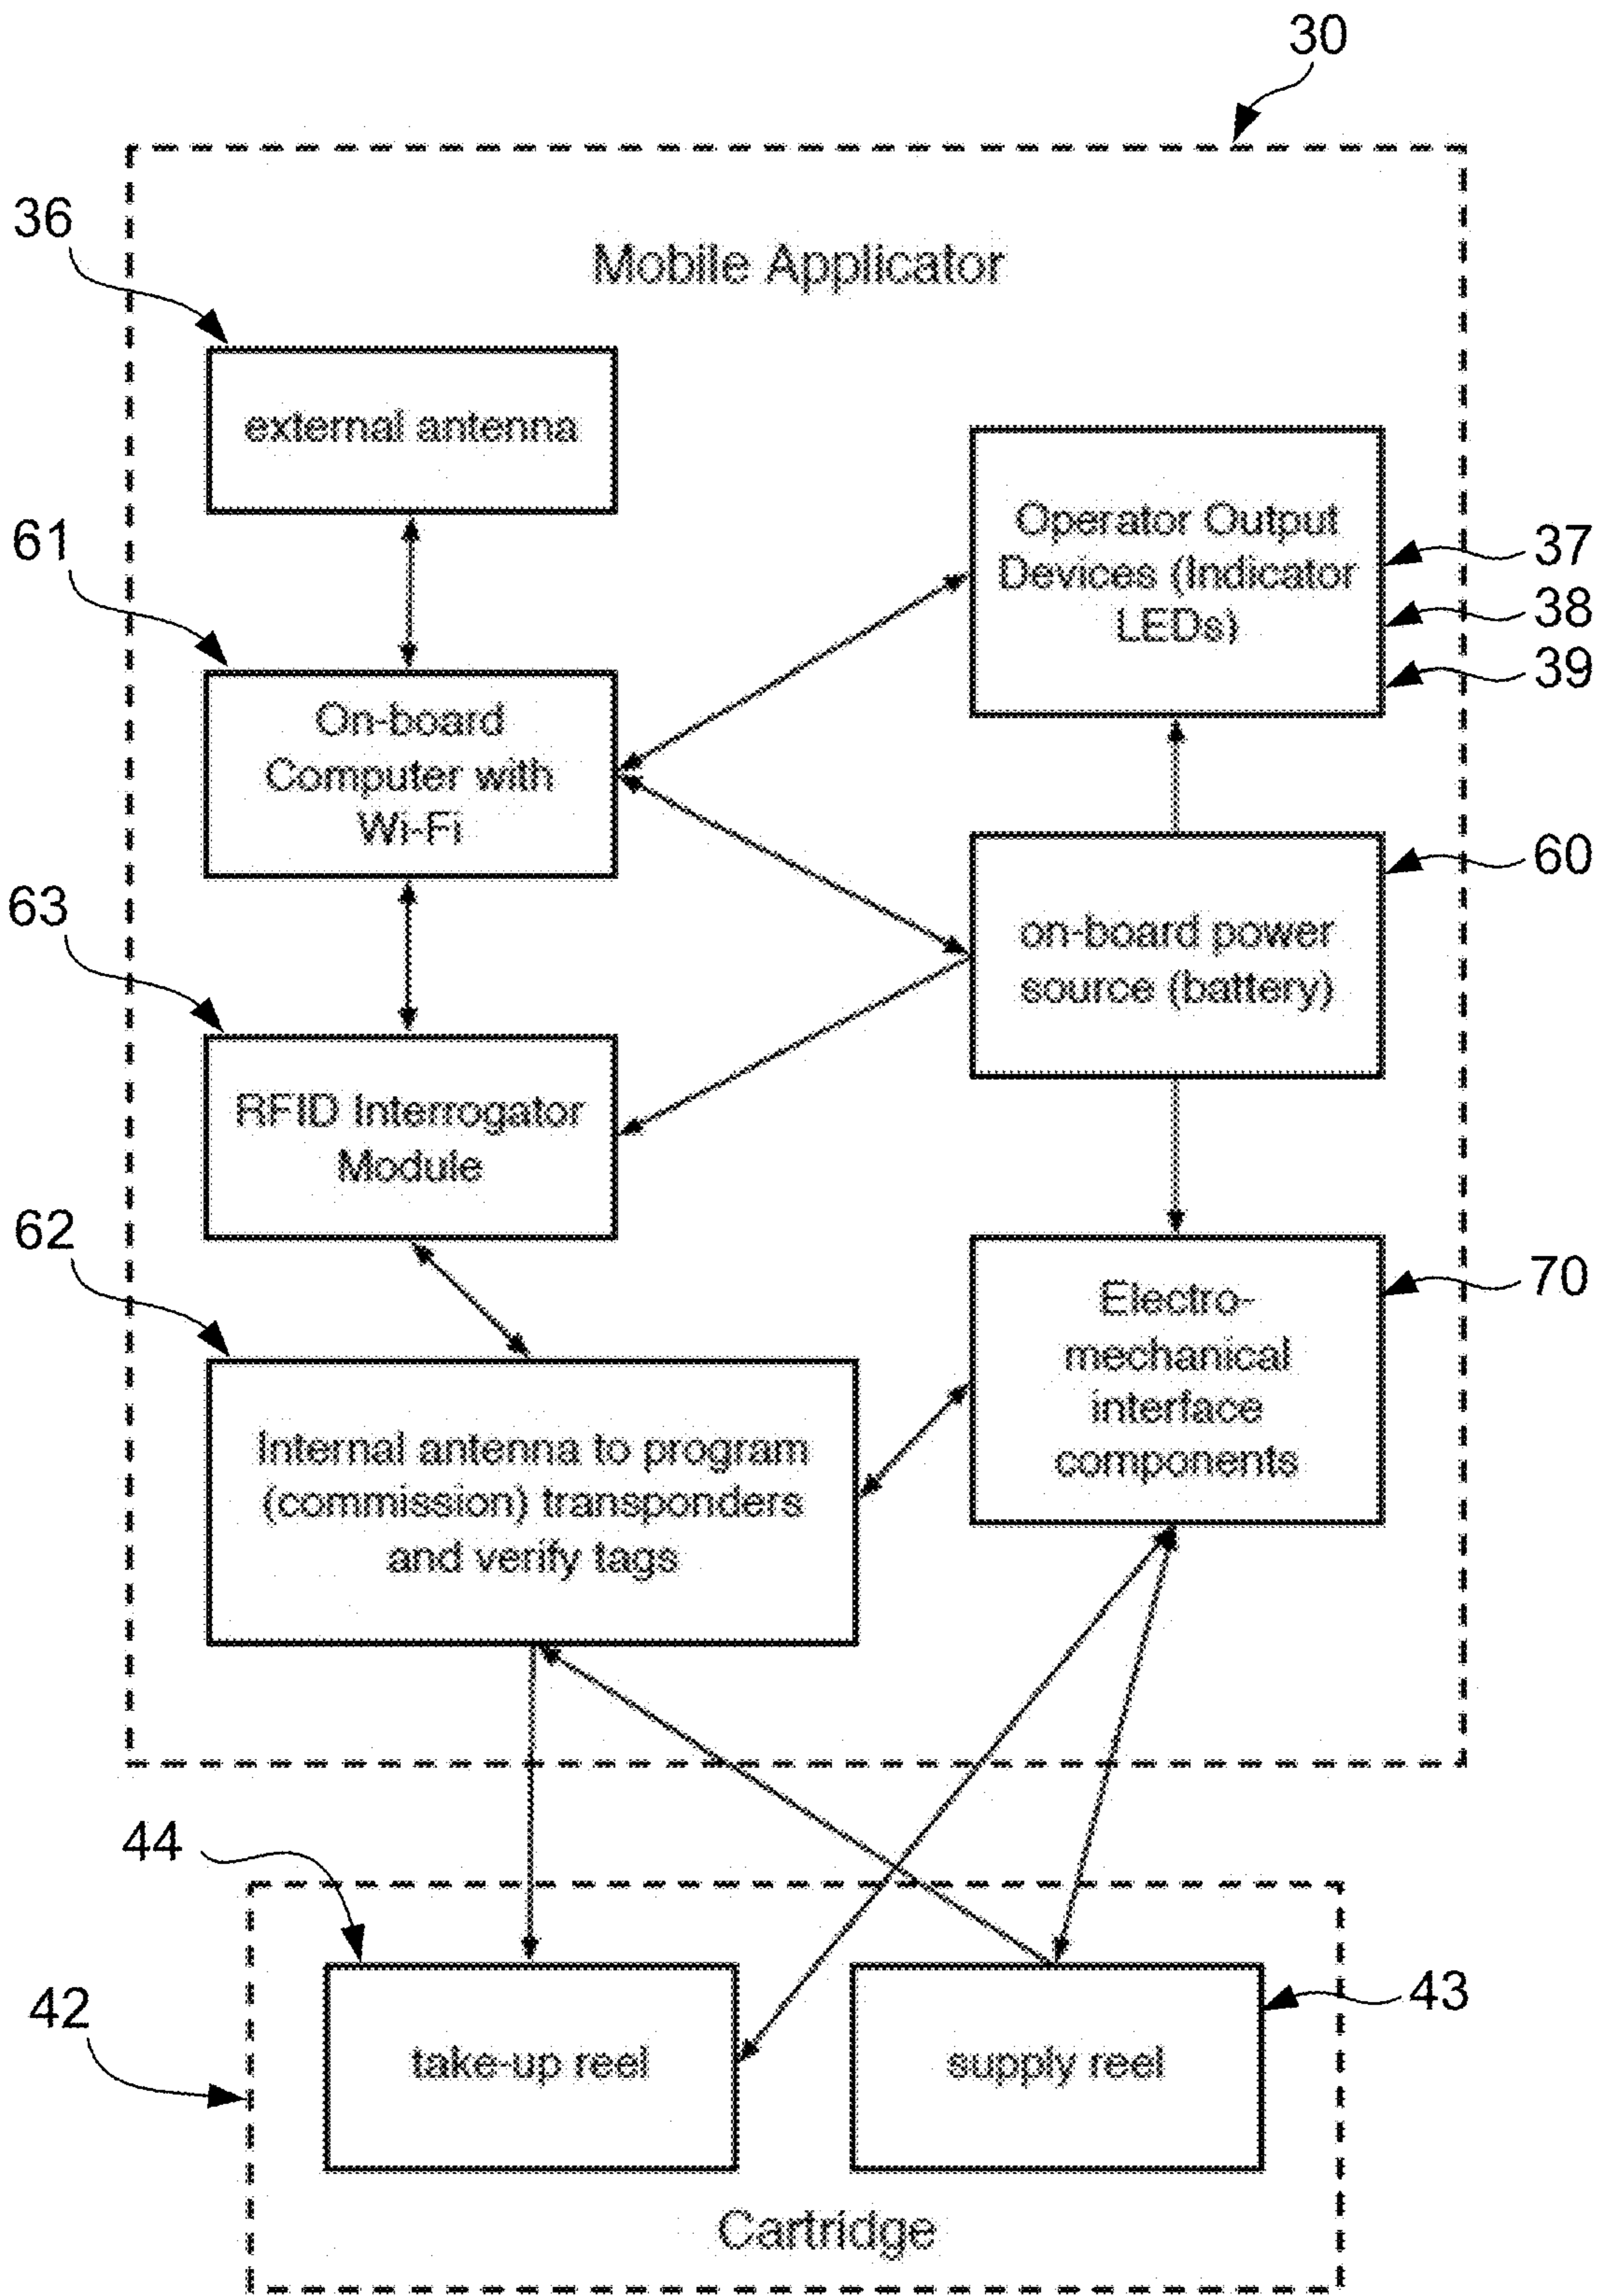 30
Mobile Applicator
36
external antenna
61
On-board
Computer with
Wi-Fi
Operator Output
Devices (Indicator
LEDs)
37
38
39
60
on-board power
source (battery)
63
RFID Interrogator
Module
62
Internal antenna to program
(commission) transponders
and verify tags
70
Electro-
mechanical
interface
components
44
42
take-up reel
supply reel
43
Cartridge